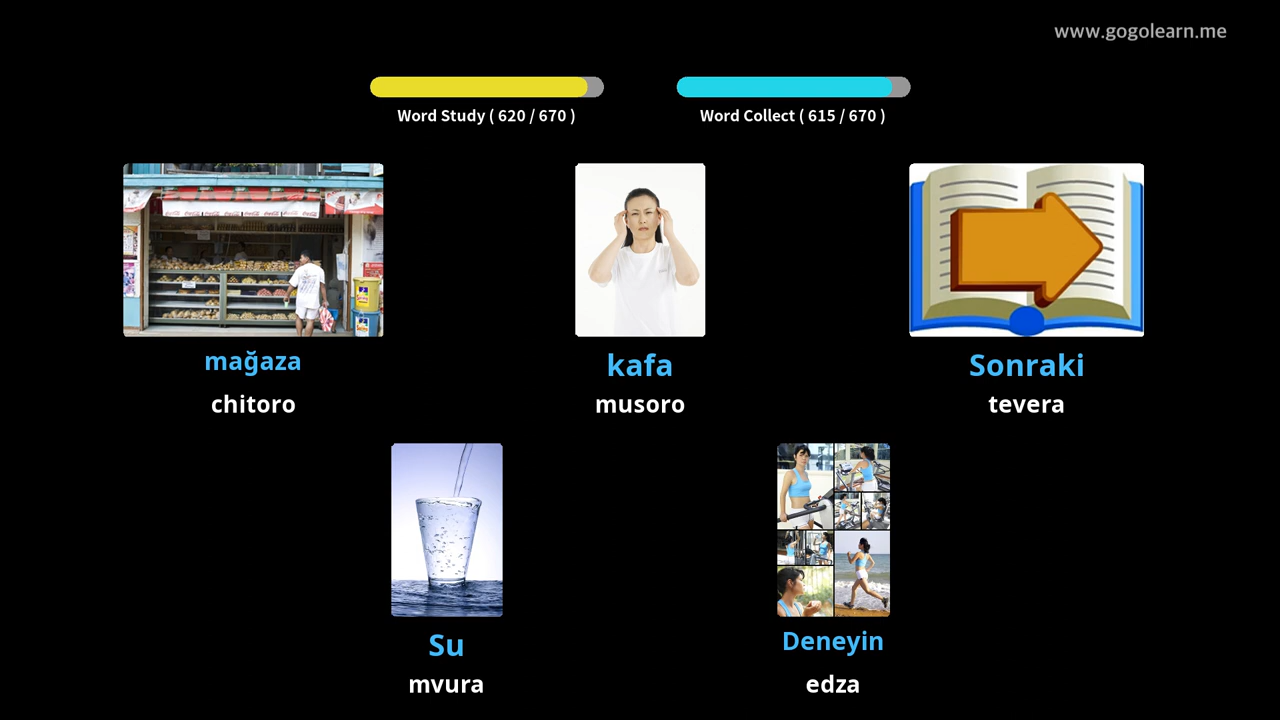 www.gogolearn.me
Word Study ( 620 / 670 )
Word Collect ( 615 / 670 )
mağaza
kafa
Sonraki
chitoro
musoro
tevera
Su
Deneyin
mvura
edza